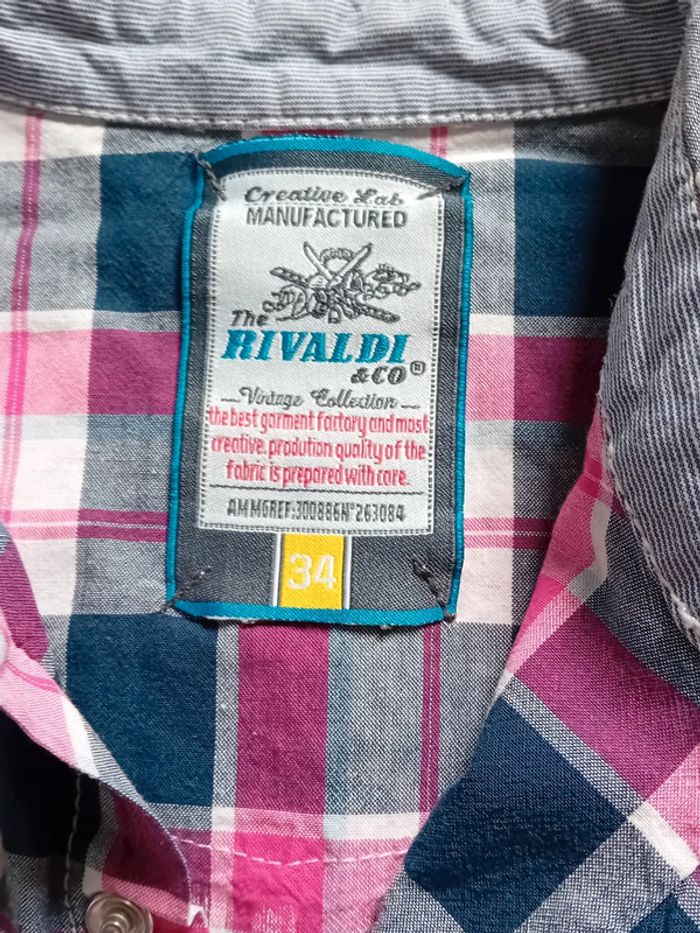 Creative Lab
MANUFACTURED
The
RIVALDI
& CO ®
Vintage Collection
the best garment factory and most
creative. prodution quality of the
fabric is prepared with care.
AMMGREF-300886N°263084
34